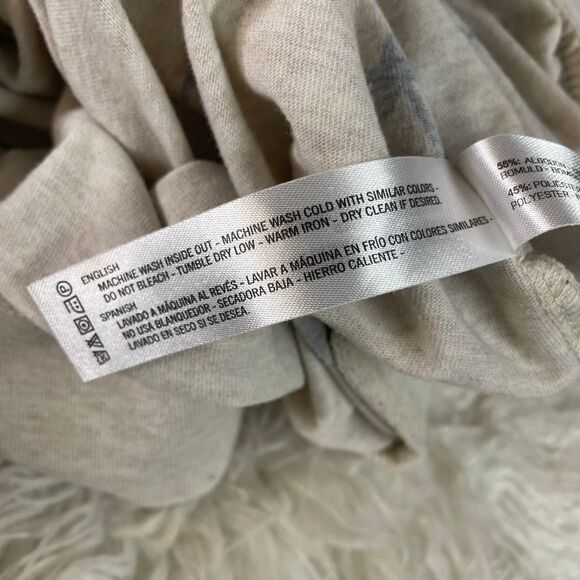 ENGLISH
MACHINE WASH INSIDE OUT - MACHINE WASH COLD WITH SIMILAR COLORS -
DO NOT BLEACH - TUMBLE DRY LOW - WARM IRON - DRY CLEAN IF DESIRED.
SPANISH
LAVADO A MÁQUINA AL REVÉS - LAVAR A MÁQUINA EN FRÍO CON COLORES SIMILARES -
NO USA BLANQUEDOR - SECADORA BAJA - HIERRO CALIENTE -
LAVADO EN SECO SI SE DESEA.
ROMULD - 
45%:
POLYESTER -